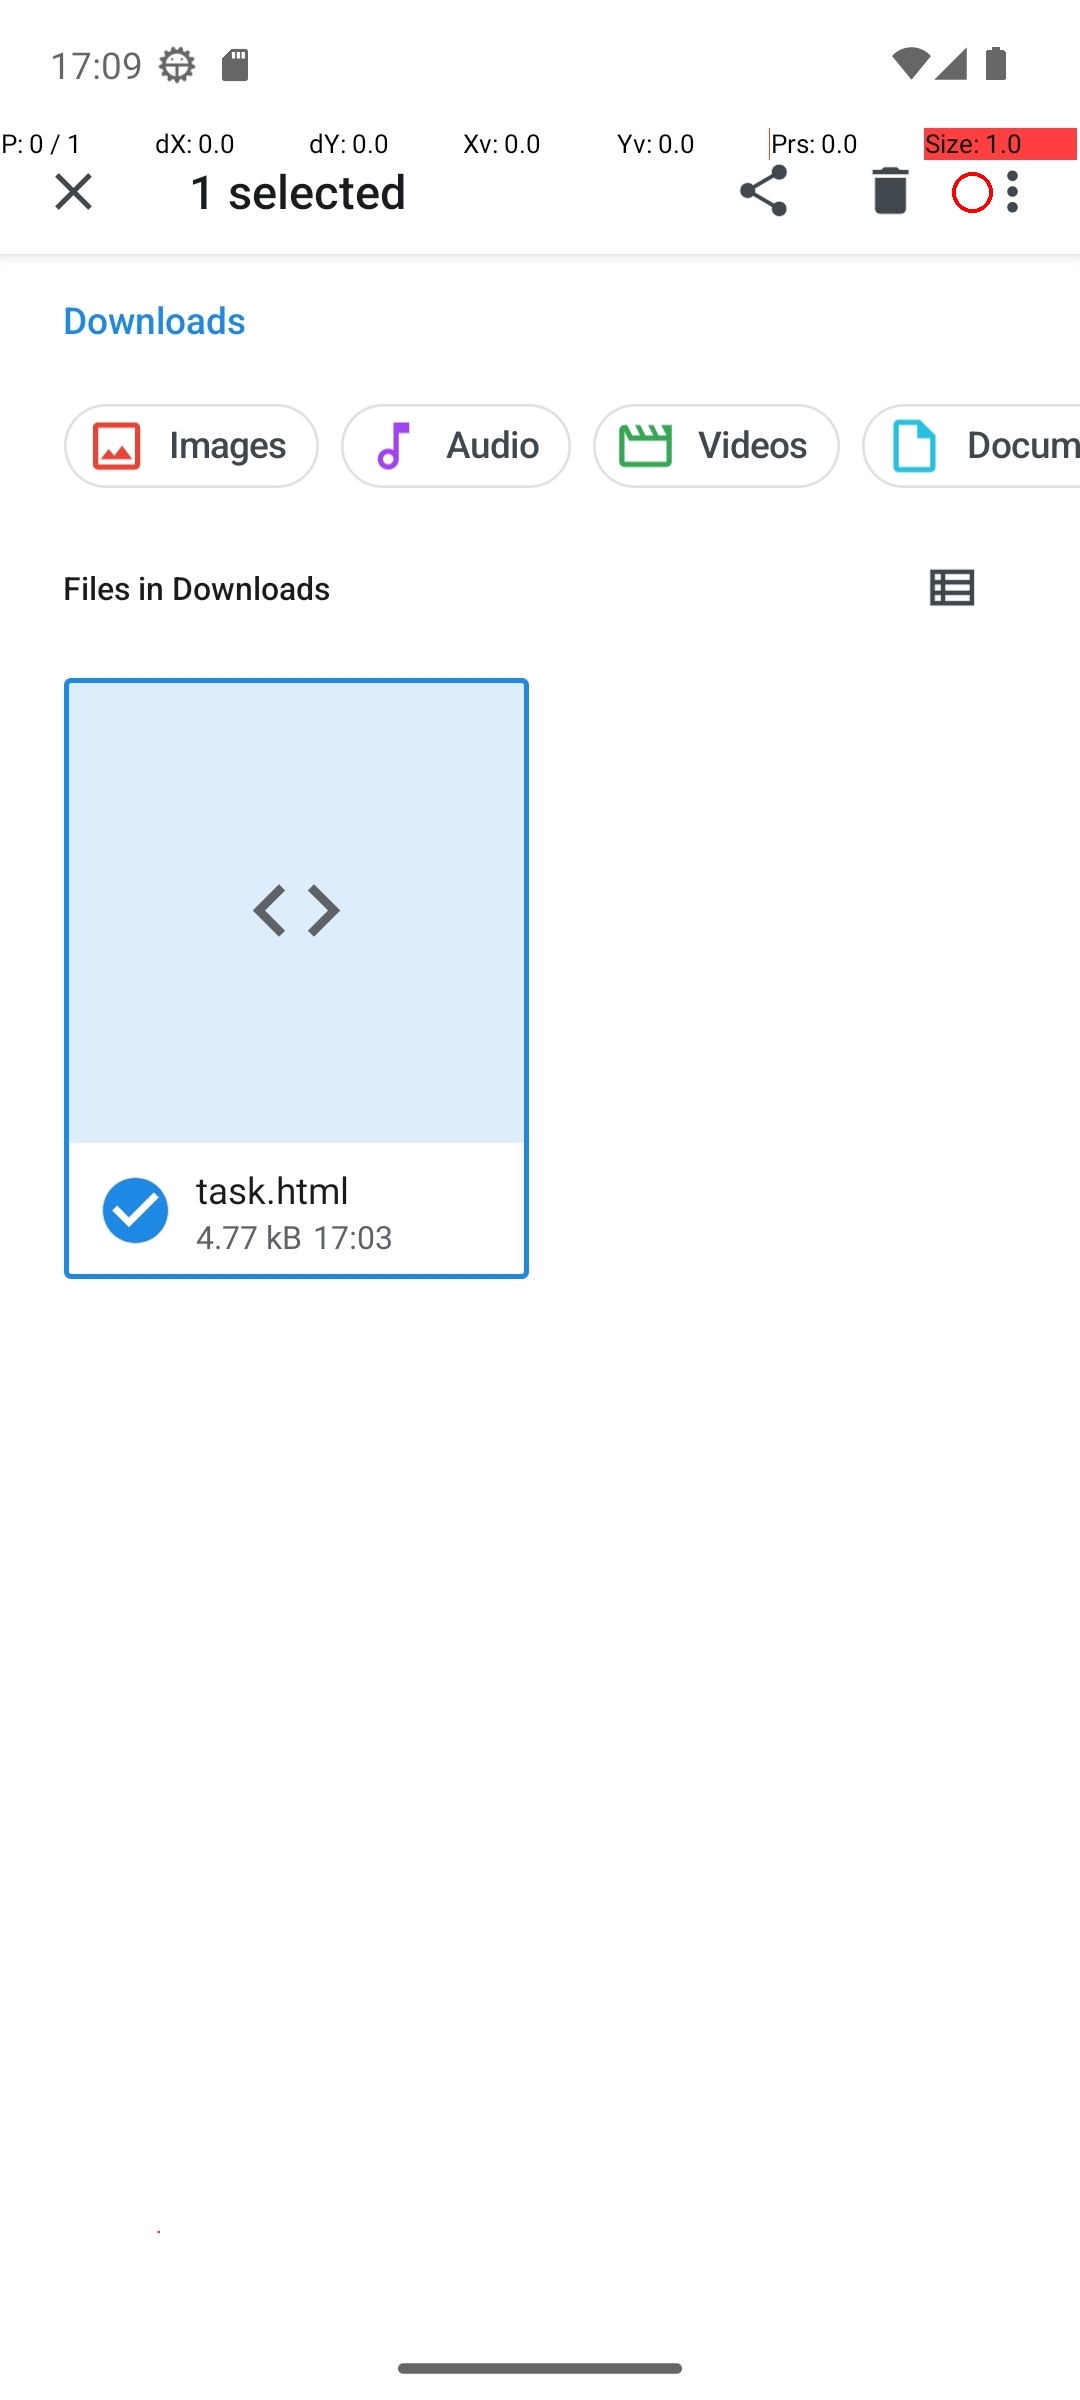 17:09
P: 0 / 1 dX: 0.0 dY: 0.0 Xv: 0.0 Yv: 0.0 Prs: 0.0 Size: 1.0
1 selected
Downloads
Images Audio Videos Docum
Files in Downloads
task.html
4.77 kB 17:03